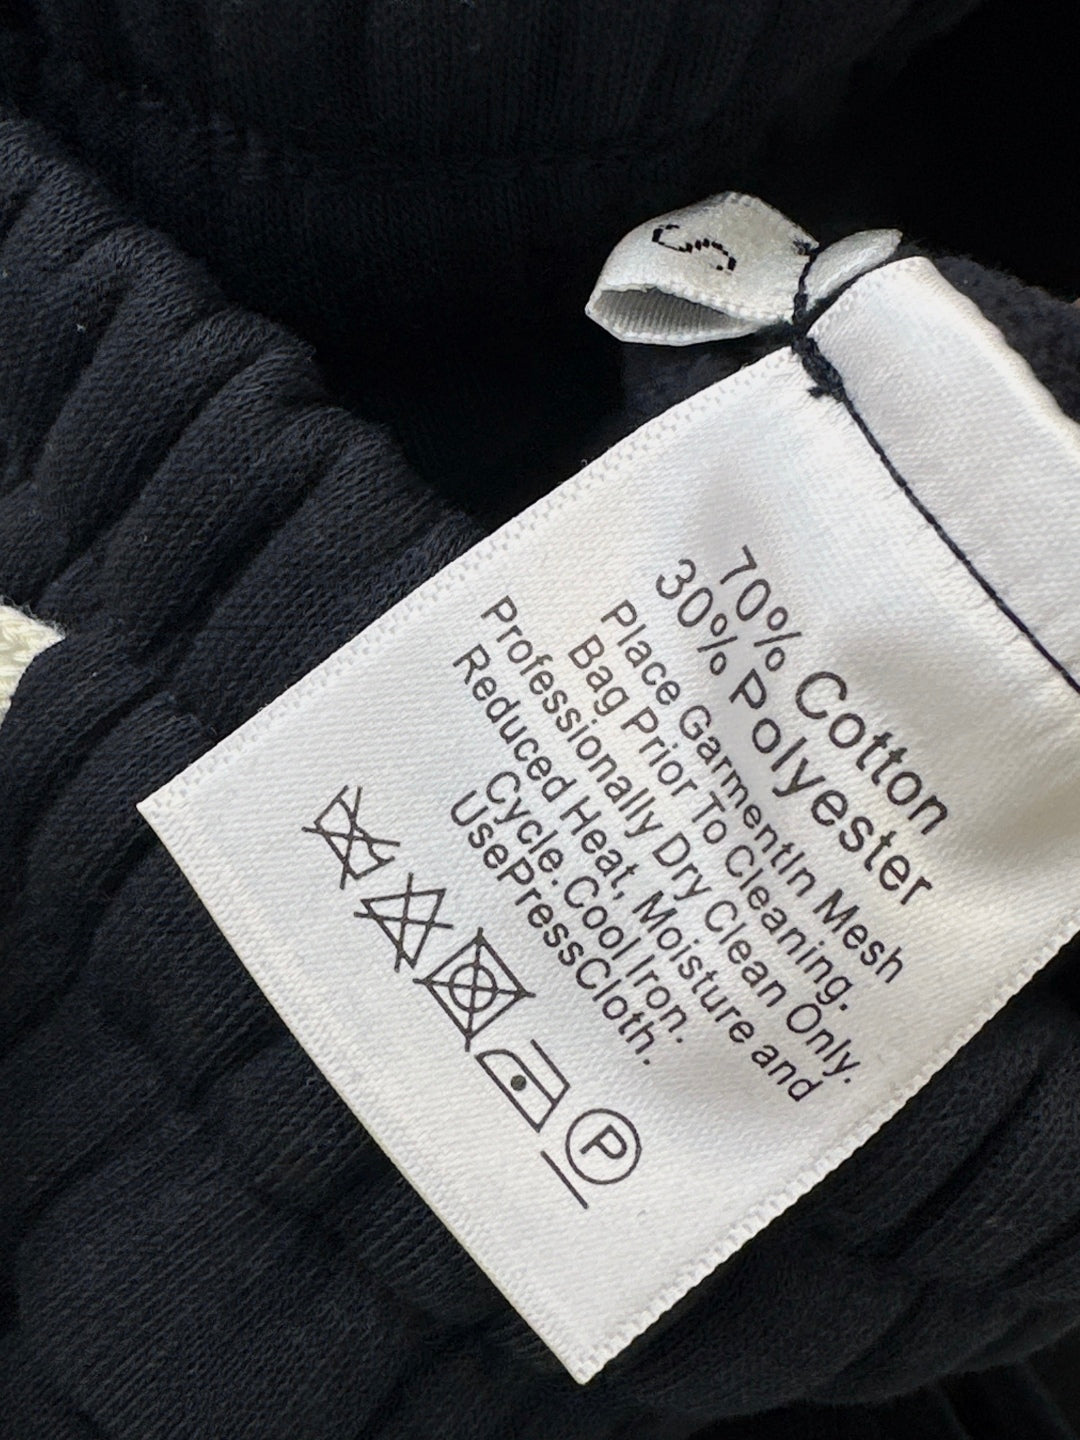 S
70% Cotton
30% Polyester
Place GarmentIn Mesh
Bag Prior To Cleaning.
Professionally Dry Clean Only.
Reduced Heat, Moisture and
Cycle. Cool Iron.
UsePressCloth.
P